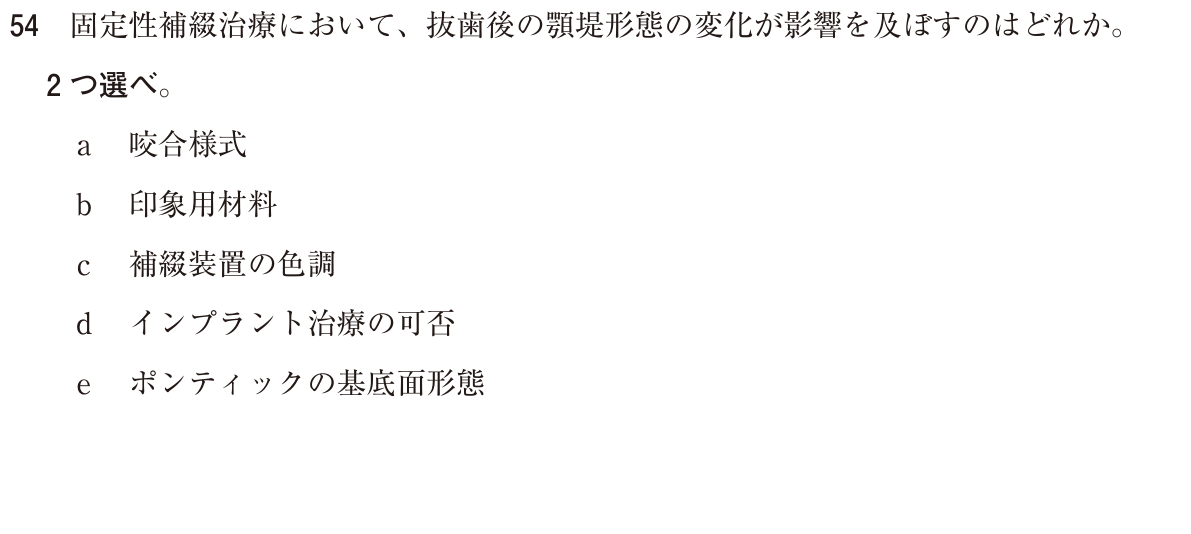 54 固定性補綴治療において、抜歯後の顎堤形態の変化が影響を及ぼすのはどれか。
2つ選べ。
a 咬合様式
b 印象用材料
c 補綴装置の色調
d インプラント治療の可否
e ポンティックの基底面形態